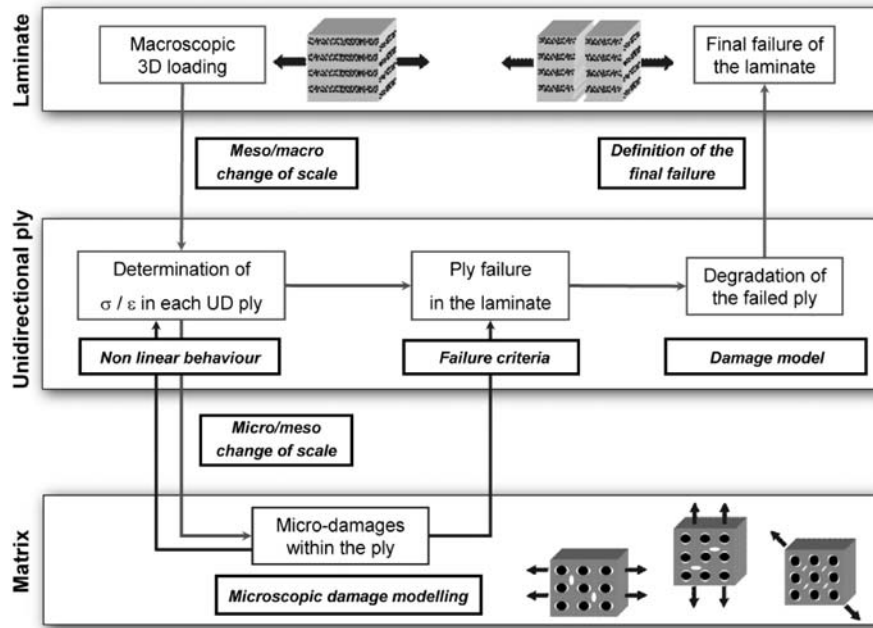 Laminate
Macroscopic
3D loading
Final failure of
the laminate
Meso/macro
change of scale
Definition of the
final failure
Unidirectional ply
Determination of
σ / ε in each UD ply
Ply failure
in the laminate
Degradation of
the failed ply
Non linear behaviour
Failure criteria
Damage model
Micro/meso
change of scale
Matrix
Micro-damages
within the ply
Microscopic damage modelling